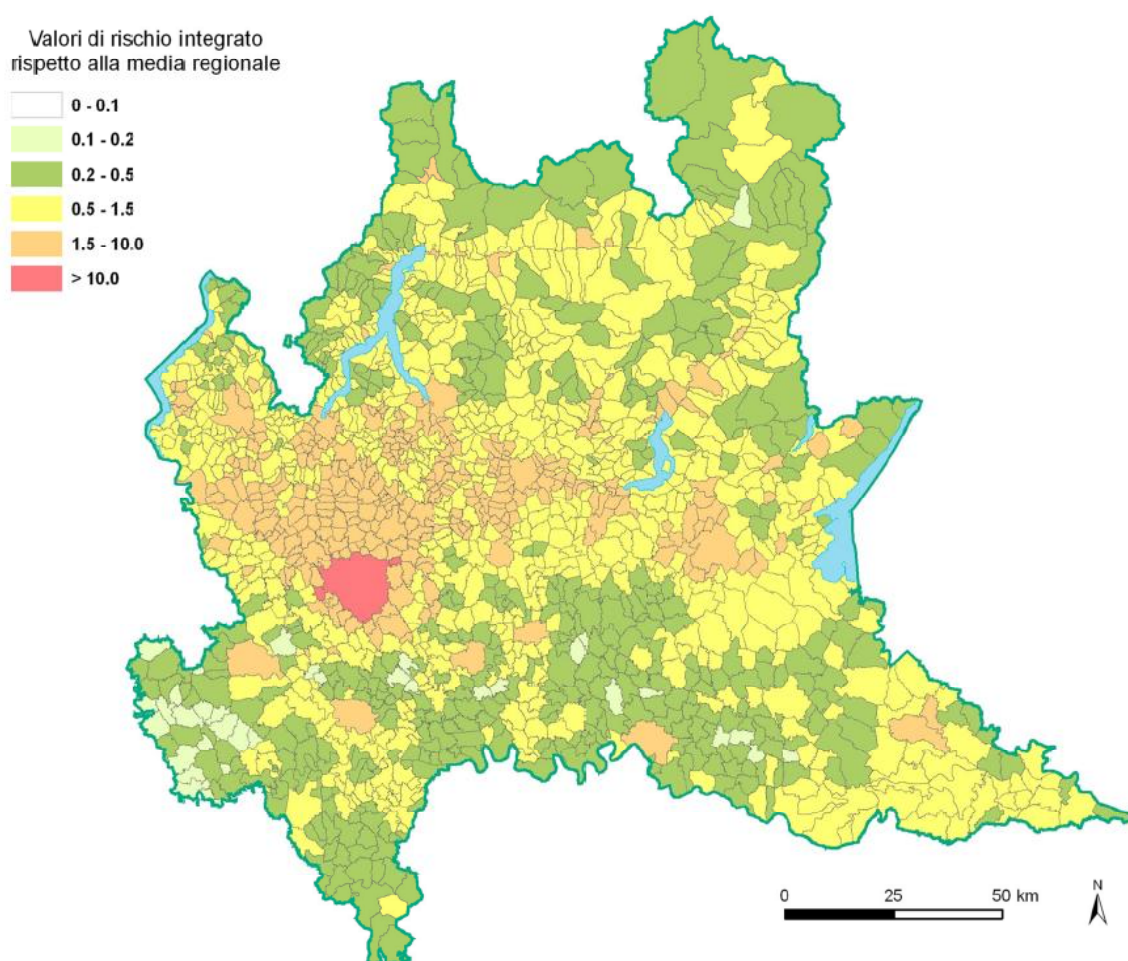 Valori di rischio integrato
rispetto alla media regionale
0 - 0.1
0.1 - 0.2
0.2 - 0.5
0.5 - 1.5
1.5 - 10.0
> 10.0
0 25 50 km
N